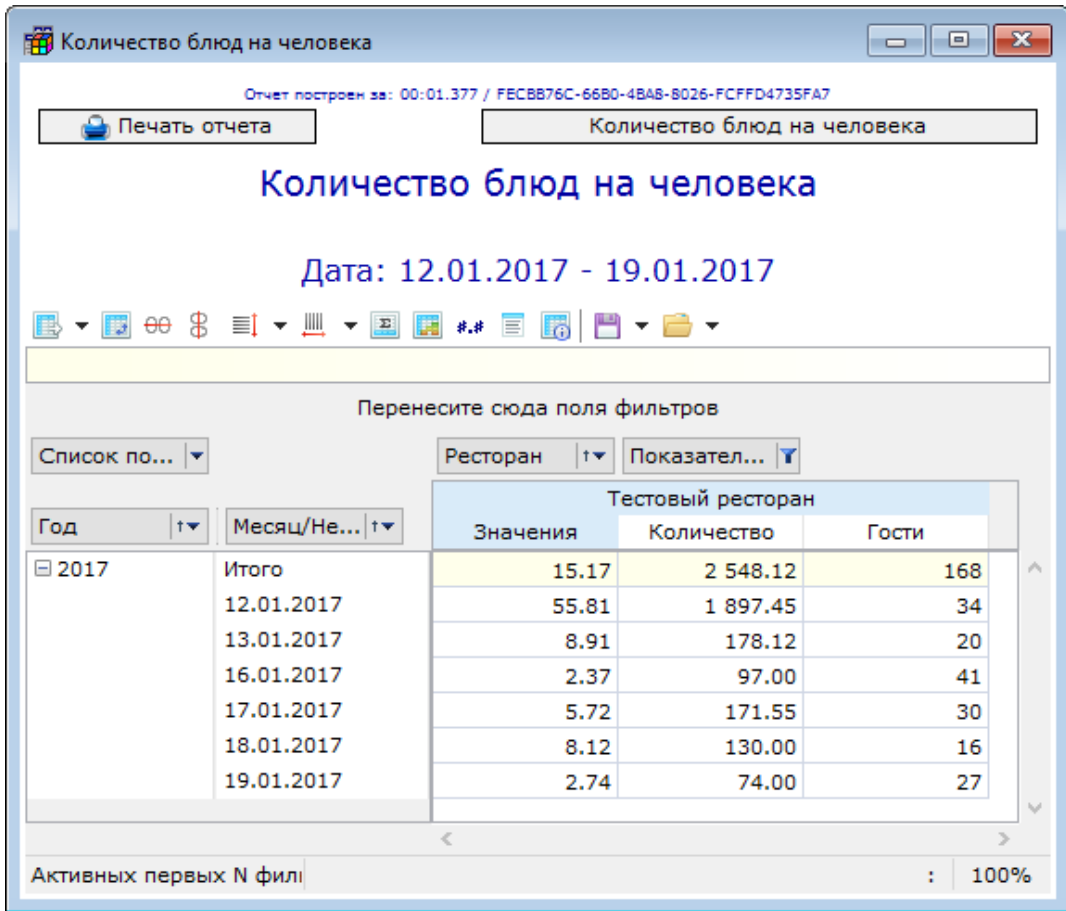 Количество блюд на человека
Отчет построен за: 00:01.377 / FECBB76C-66B0-4BA8-8026-FCFFD4735FA7
Печать отчета Количество блюд на человека
Количество блюд на человека
Дата: 12.01.2017 - 19.01.2017
#.#
Перенесите сюда поля фильтров
Список по... Ресторан Показател...
Тестовый ресторан
Год Месяц/Не... Значения Количество Гости
2017 Итого 15.17 2 548.12 168
12.01.2017 55.81 1 897.45 34
13.01.2017 8.91 178.12 20
16.01.2017 2.37 97.00 41
17.01.2017 5.72 171.55 30
18.01.2017 8.12 130.00 16
19.01.2017 2.74 74.00 27
Активных первых N фил : 100%